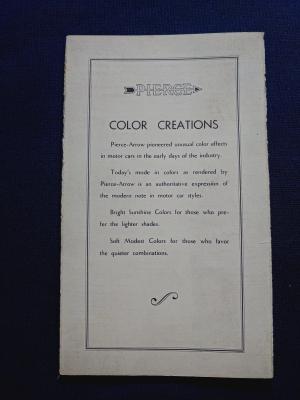 PIERCE
COLOR CREATIONS
Pierce-Arrow pioneered unusual color effects
in motor cars in the early days of the industry.
Today's mode in colors as rendered by
Pierce-Arrow is an authoritative expression of
the modern note in motor car styles.
Bright Sunshine Colors for those who pre-
fer the lighter shades.
Soft Modest Colors for those who favor
the quieter combinations.